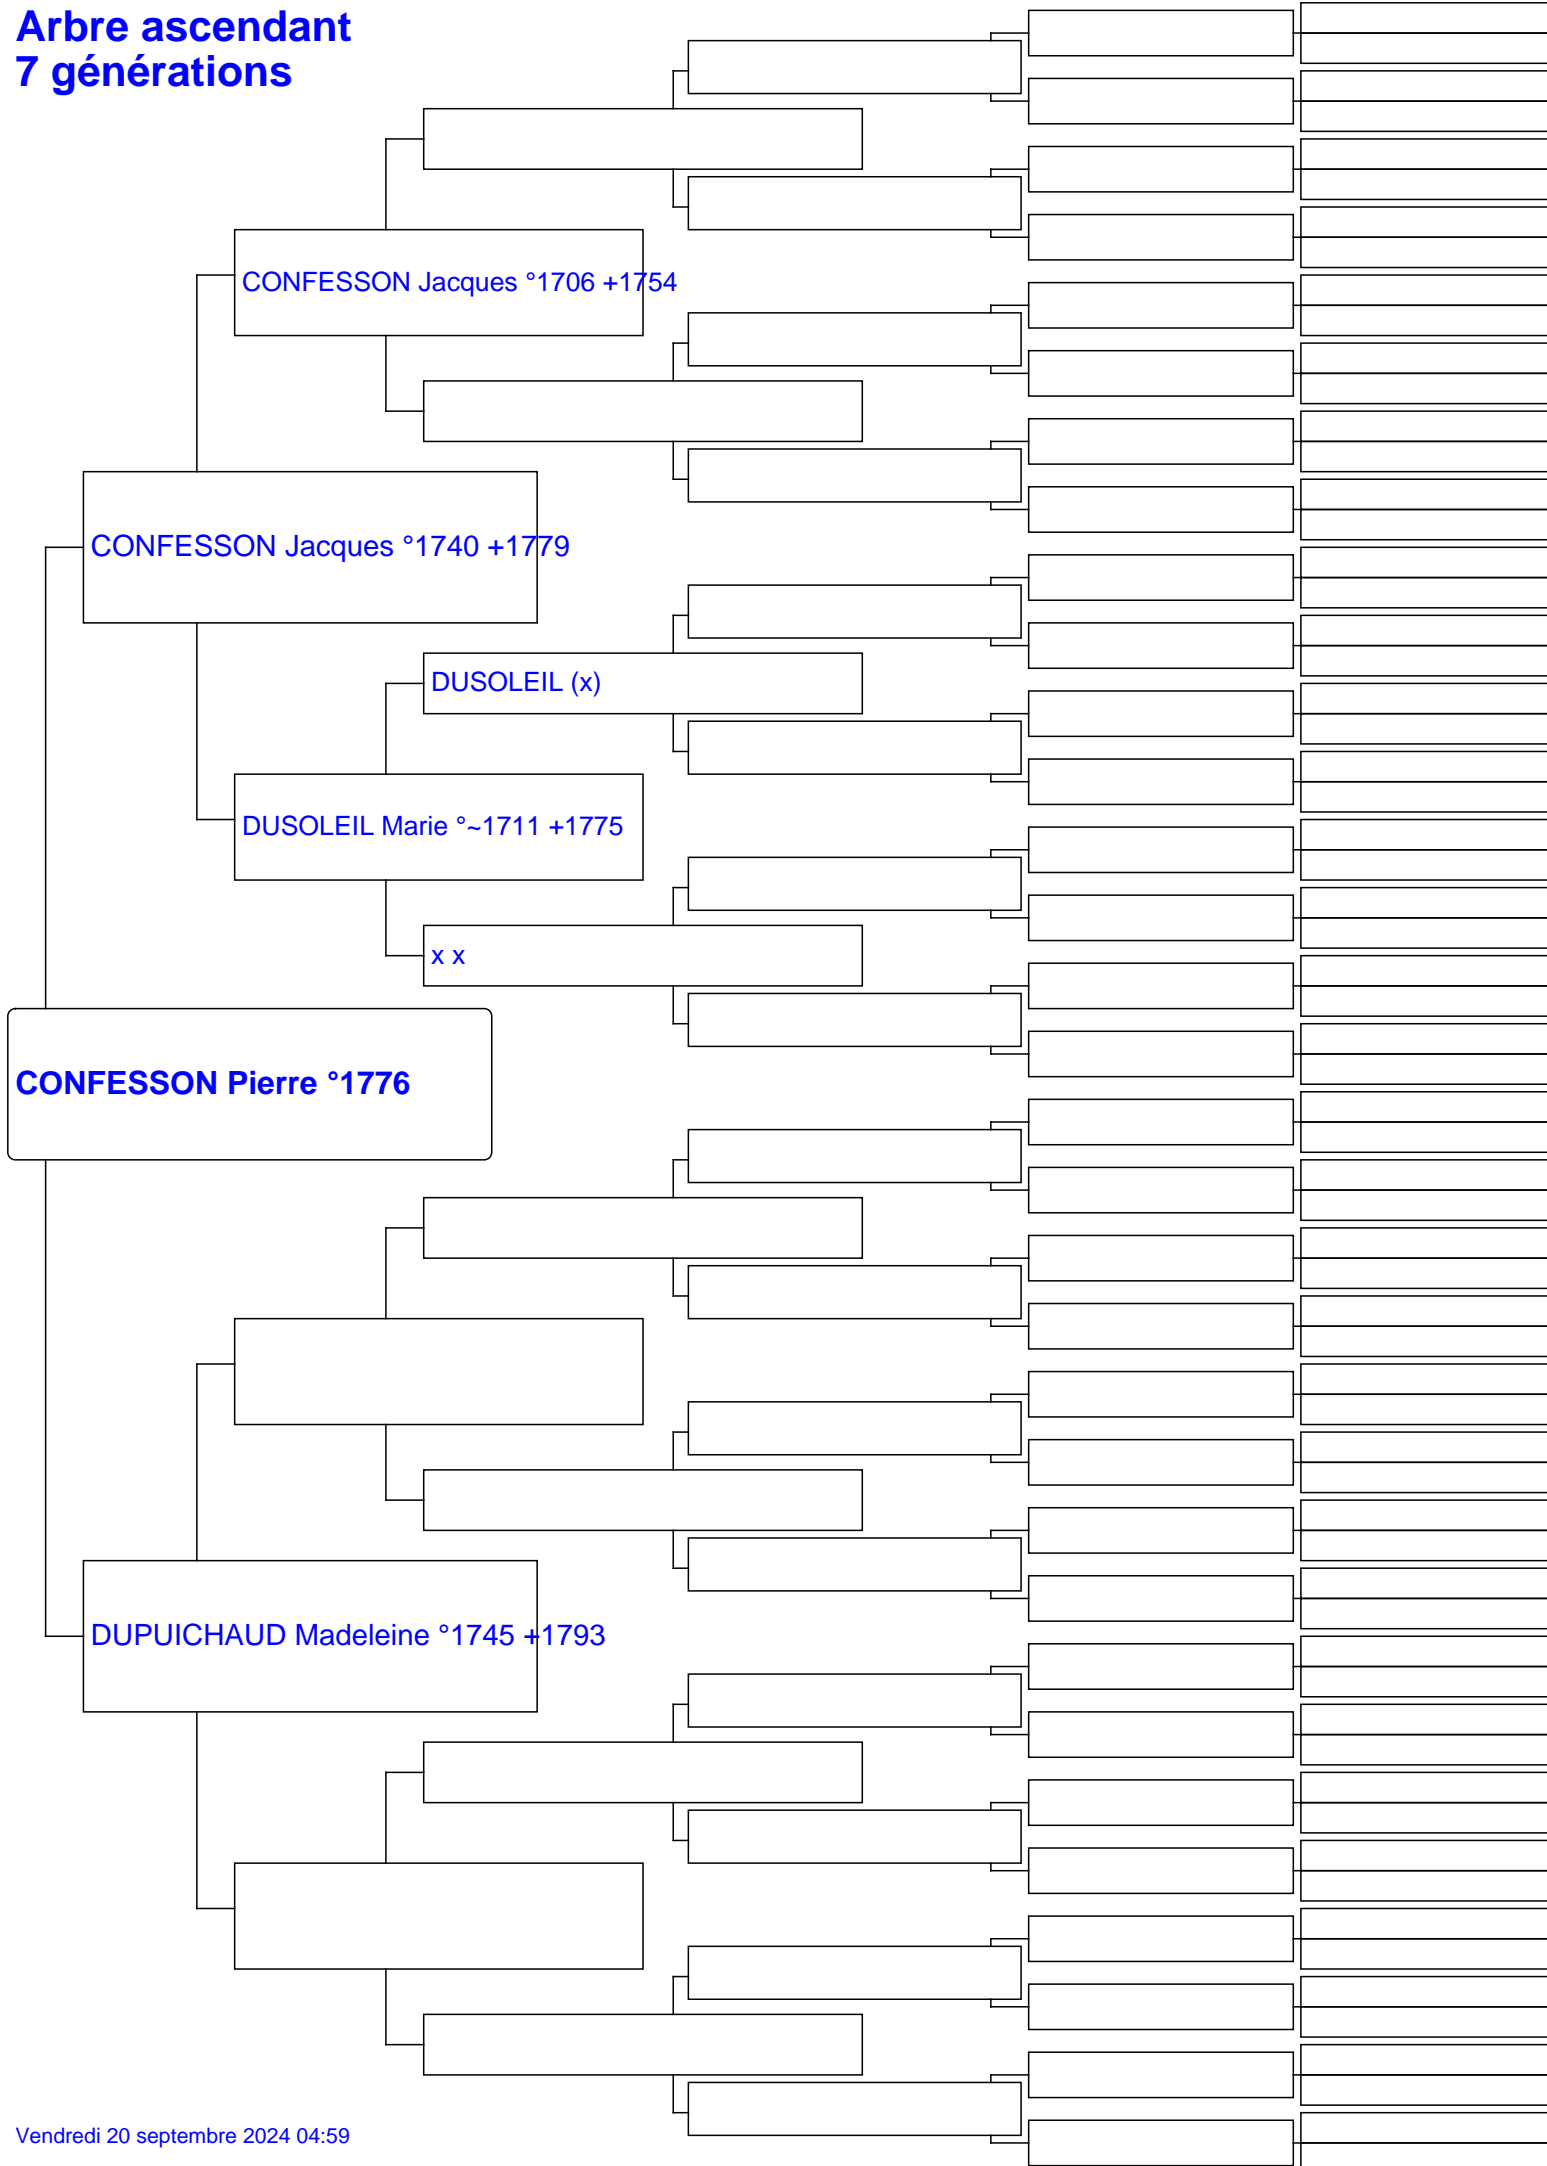 Arbre ascendant
7 générations
CONFESSON Jacques °1706 +1754
CONFESSON Jacques °1740 +1779
DUSOLEIL (x)
DUSOLEIL Marie °~1711 +1775
x x
CONFESSON Pierre °1776
DUPUICHAUD Madeleine °1745 +1793
Vendredi 20 septembre 2024 04:59